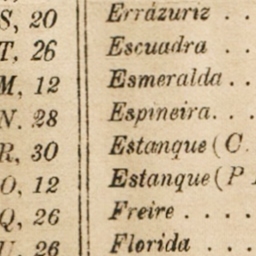 S, 20 Errázuriz . .
T, 26 Escuadra . .
M, 12 Esmeralda . .
N. 28 Espineira. . .
R, 30 Estanque ( C.
O, 12 Estanque ( P
Q, 26 Freire . . . .
U, 26 Florida . . .